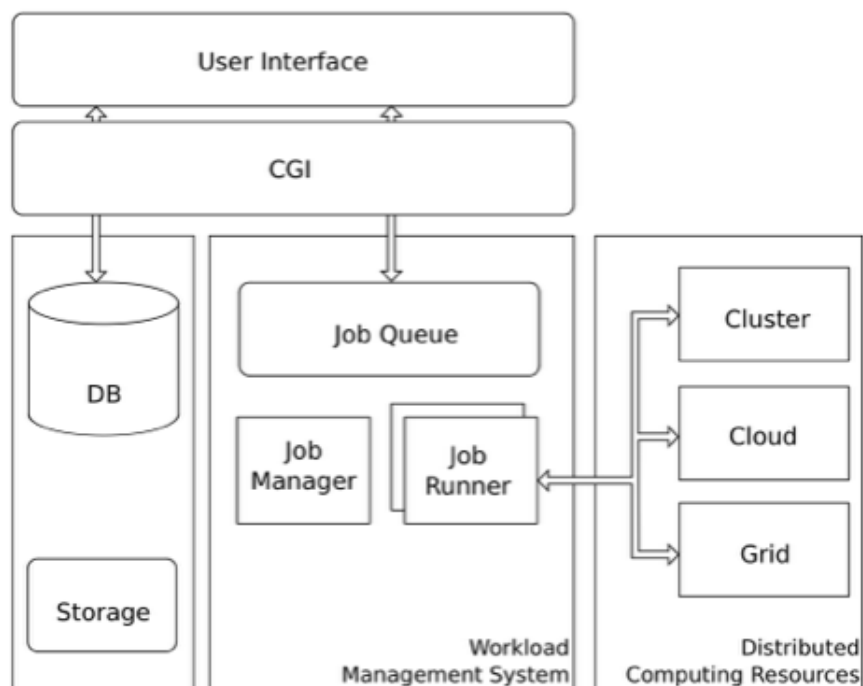 User Interface
CGI
DB
Storage
Job Queue
Job
Manager
Job
Runner
Workload
Management System
Cluster
Cloud
Grid
Distributed
Computing Resources